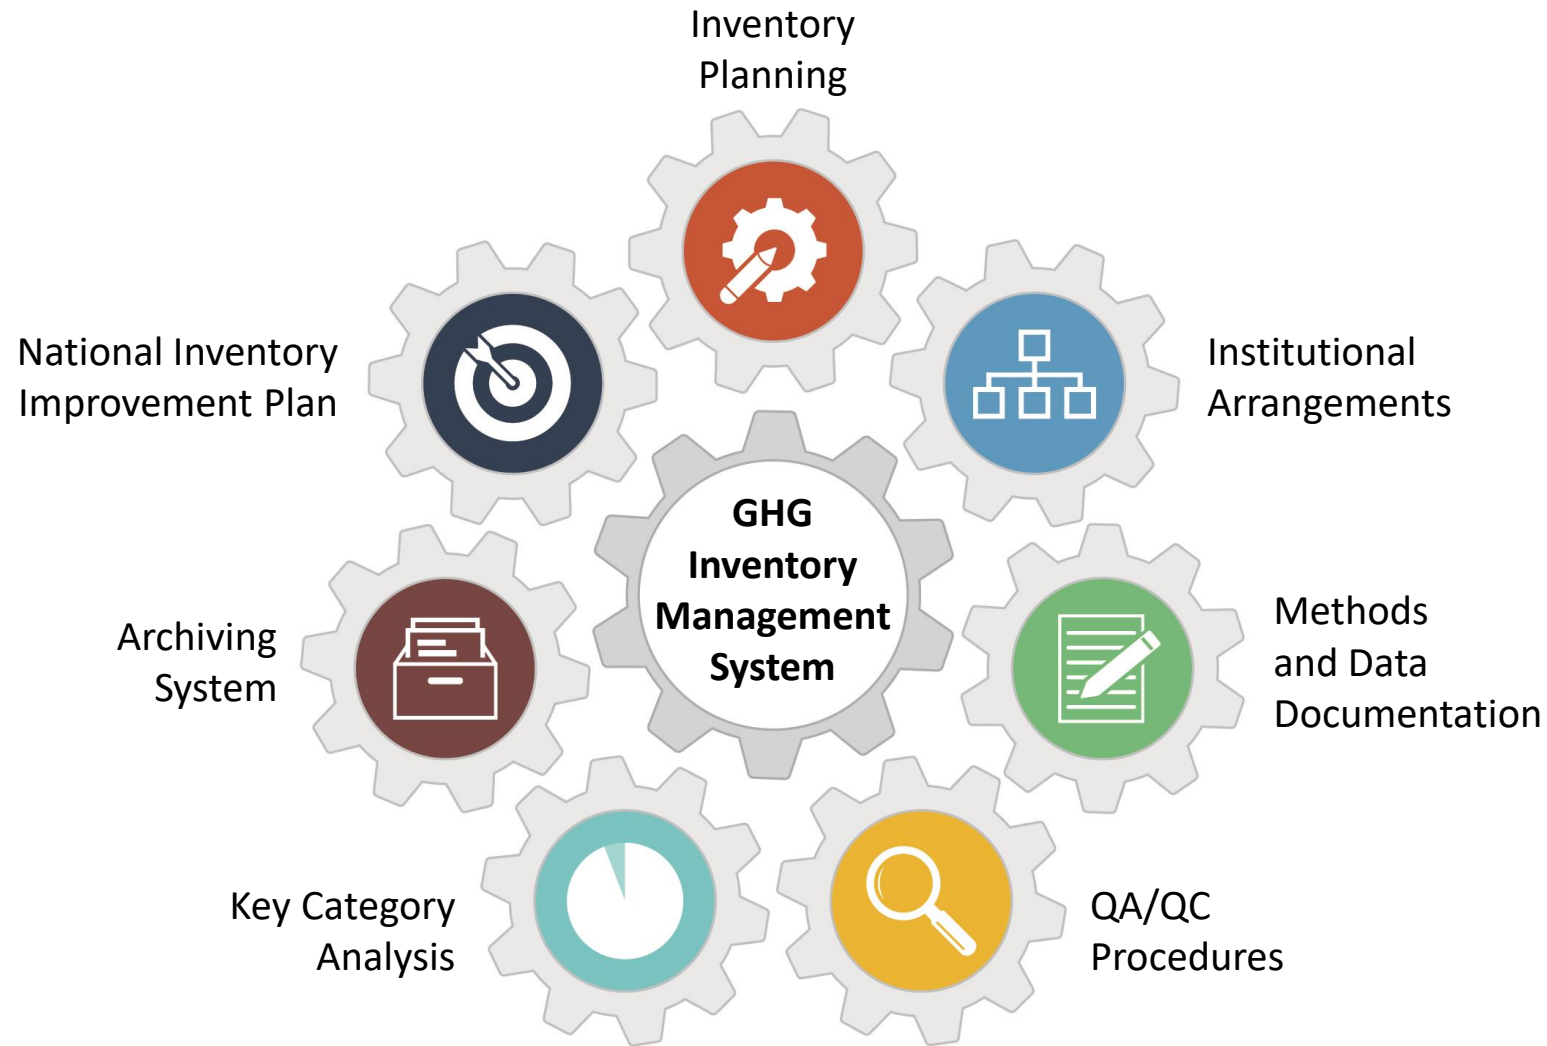 Inventory
Planning
National Inventory
Improvement Plan
Institutional
Arrangements
GHG
Inventory
Management
System
Archiving
System
Methods
and Data
Documentation
Key Category
Analysis
QA/QC
Procedures